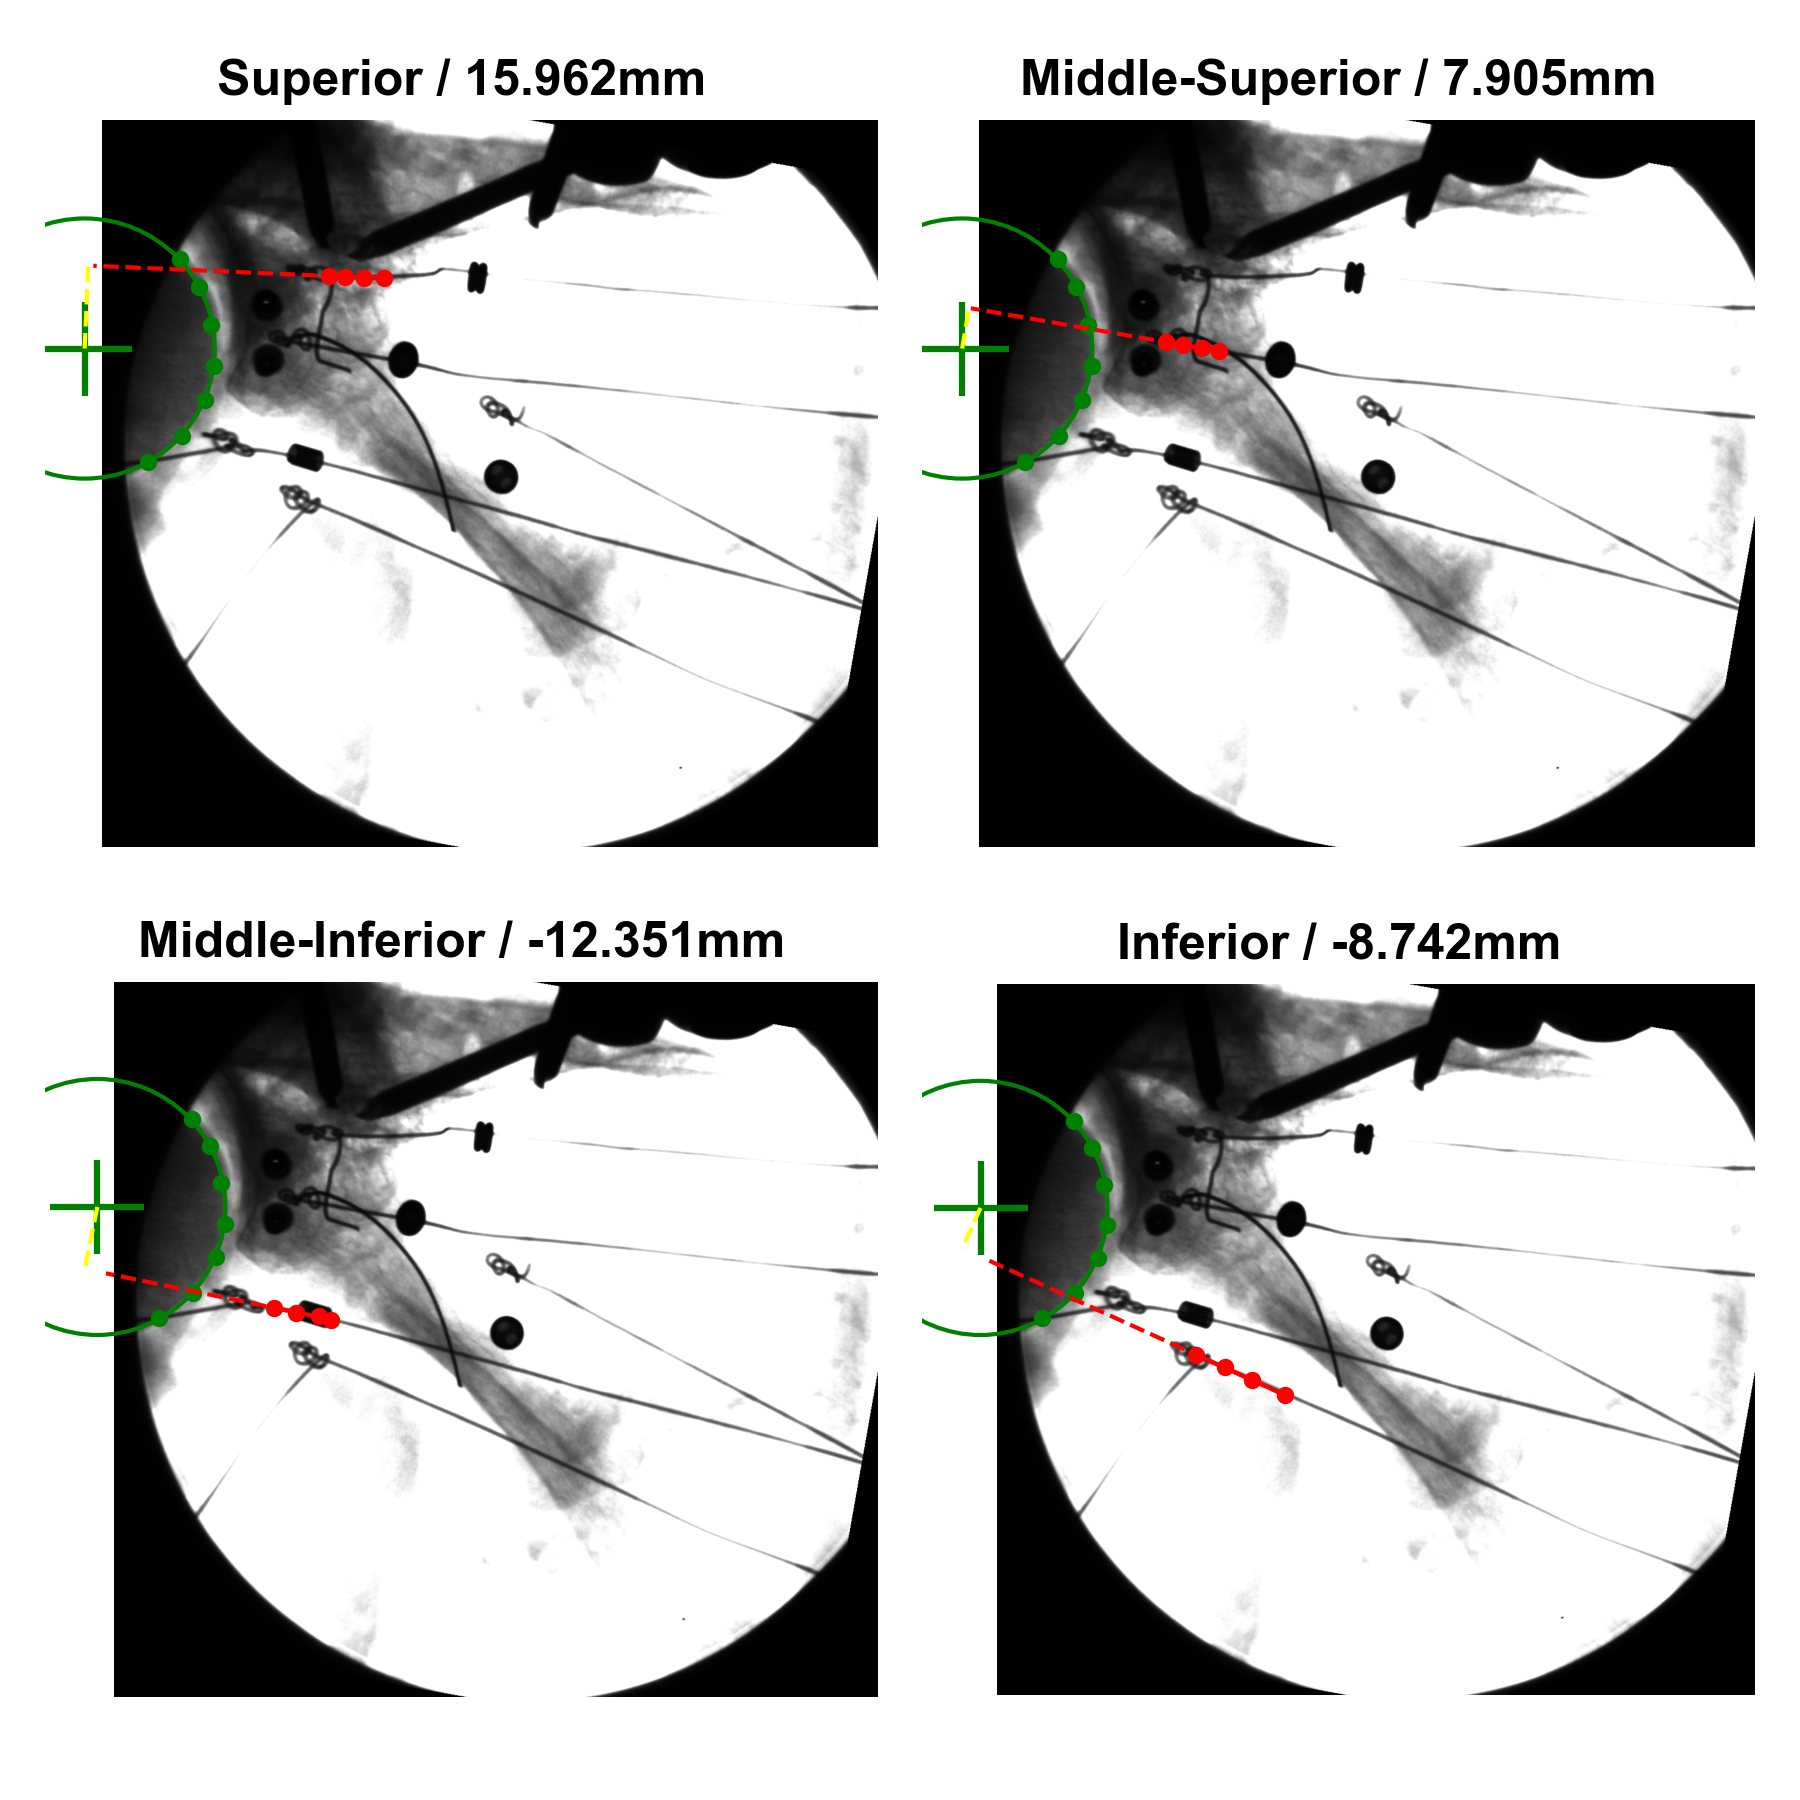 Superior / 15.962mm
Middle-Superior / 7.905mm
Middle-Inferior / -12.351mm
Inferior / -8.742mm